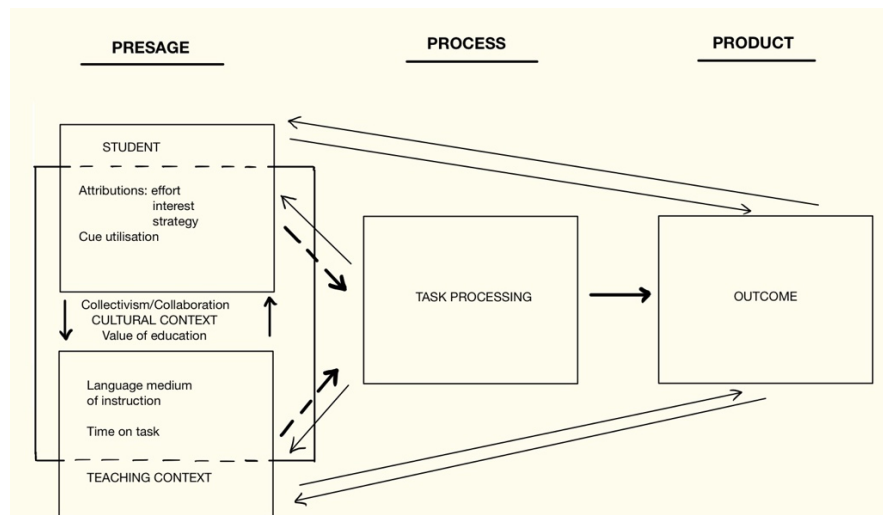 PRESAGE
PROCESS
PRODUCT
STUDENT
Attributions: effort
interest
strategy
Cue utilisation
Collectivism/Collaboration
CULTURAL CONTEXT
Value of education
Language medium
of instruction
Time on task
TEACHING CONTEXT
TASK PROCESSING
OUTCOME